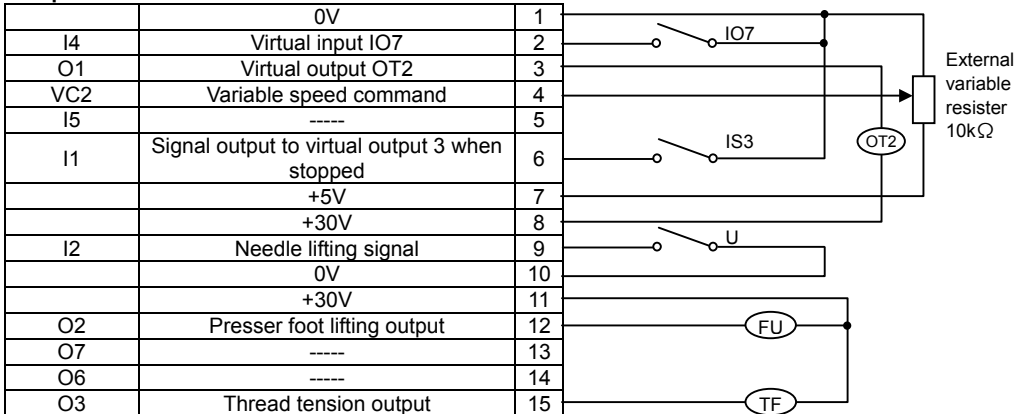 0V 1
I4 Virtual input IO7 2
O1 Virtual output OT2 3
VC2 Variable speed command 4
I5 ----- 5
I1 Signal output to virtual output 3 when stopped 6
+5V 7
+30V 8
I2 Needle lifting signal 9
0V 10
+30V 11
O2 Presser foot lifting output 12
O7 ----- 13
O6 ----- 14
O3 Thread tension output 15
IO7
External
variable
resister
10kΩ
OT2
IS3
U
FU
TF